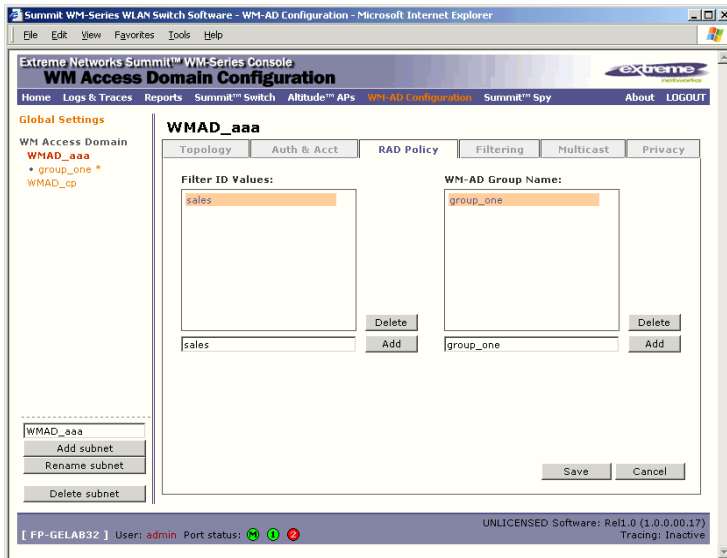 Summit WM-Series WLAN Switch Software - WM-AD Configuration - Microsoft Internet Explorer
File Edit View Favorites Tools Help
Extreme Networks Summit™ WM-Series Console
WM Access Domain Configuration
extreme
networks
Home Logs & Traces Reports Summit™ Switch Altitude™ APs WM-AD Configuration Summit™ Spy About LOGOUT
Global Settings
WM Access Domain
WMAD_aaa
• group_one *
WMAD_cp
WMAD_aaa
Topology Auth & Acct RAD Policy Filtering Multicast Privacy
Filter ID Values: WM-AD Group Name:
sales group_one
Delete Delete
sales Add group_one Add
WMAD_aaa
Add subnet
Rename subnet
Delete subnet
Save Cancel
[ FP-GELAB32 ] User: admin Port status: M 1 2
UNLICENSED Software: Rel1.0 (1.0.0.00.17)
Tracing: Inactive